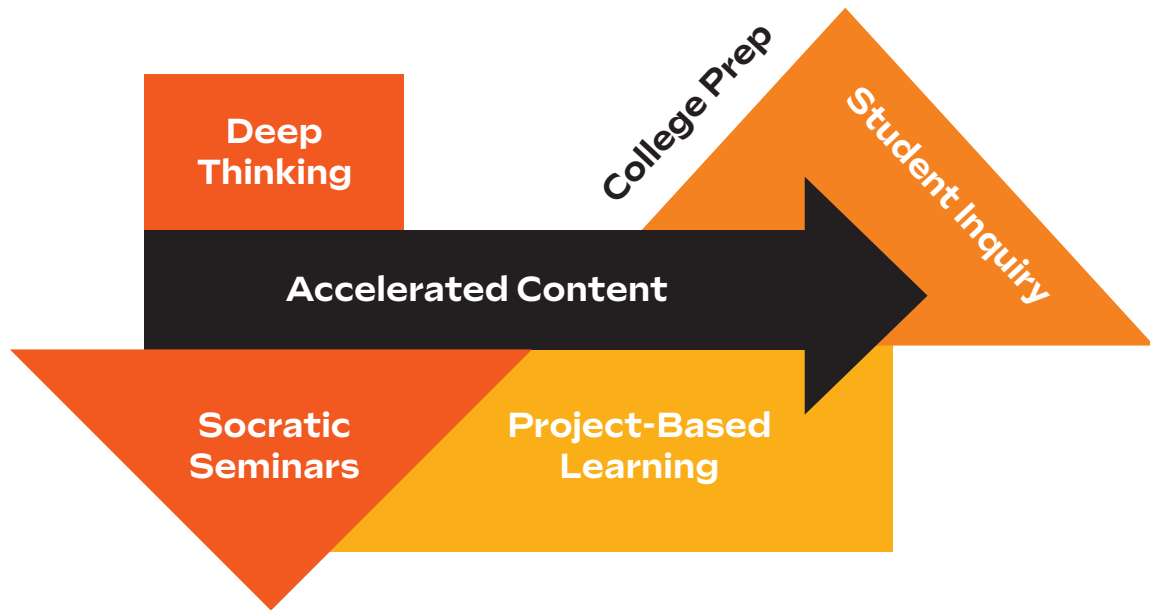 Deep
Thinking
College Prep
Student Inquiry
Accelerated Content
Socratic
Seminars
Project-Based
Learning